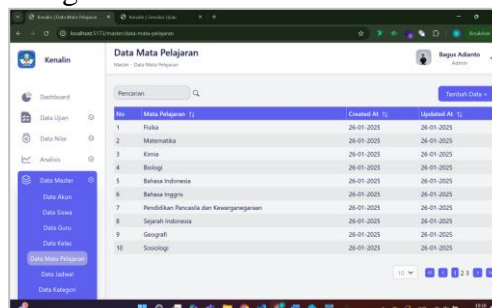 Kenalin | Data Mata Pelajaran
Kenalin | Koreksi Ujian
localhost:5173/master/data-mata-pelajaran
Kenalin
Data Mata Pelajaran
Master - Data Mata Pelajaran
Bagus Adianto
Admin
Pencarian
Tambah Data +
Dashboard
Data Ujian
Data Nilai
Analisis
Data Master
Data Akun
Data Siswa
Data Guru
Data Kelas
Data Mata Pelajaran
Data Jadwal
Data Kategori
No Mata Pelajaran Created At Updated At
1 Fisika 26-01-2025 26-01-2025
2 Matematika 26-01-2025 26-01-2025
3 Kimia 26-01-2025 26-01-2025
4 Biologi 26-01-2025 26-01-2025
5 Bahasa Indonesia 26-01-2025 26-01-2025
6 Bahasa Inggris 26-01-2025 26-01-2025
7 Pendidikan Pancasila dan Kewarganegaraan 26-01-2025 26-01-2025
8 Sejarah Indonesia 26-01-2025 26-01-2025
9 Geografi 26-01-2025 26-01-2025
10 Sosiologi 26-01-2025 26-01-2025
10 1 2 3